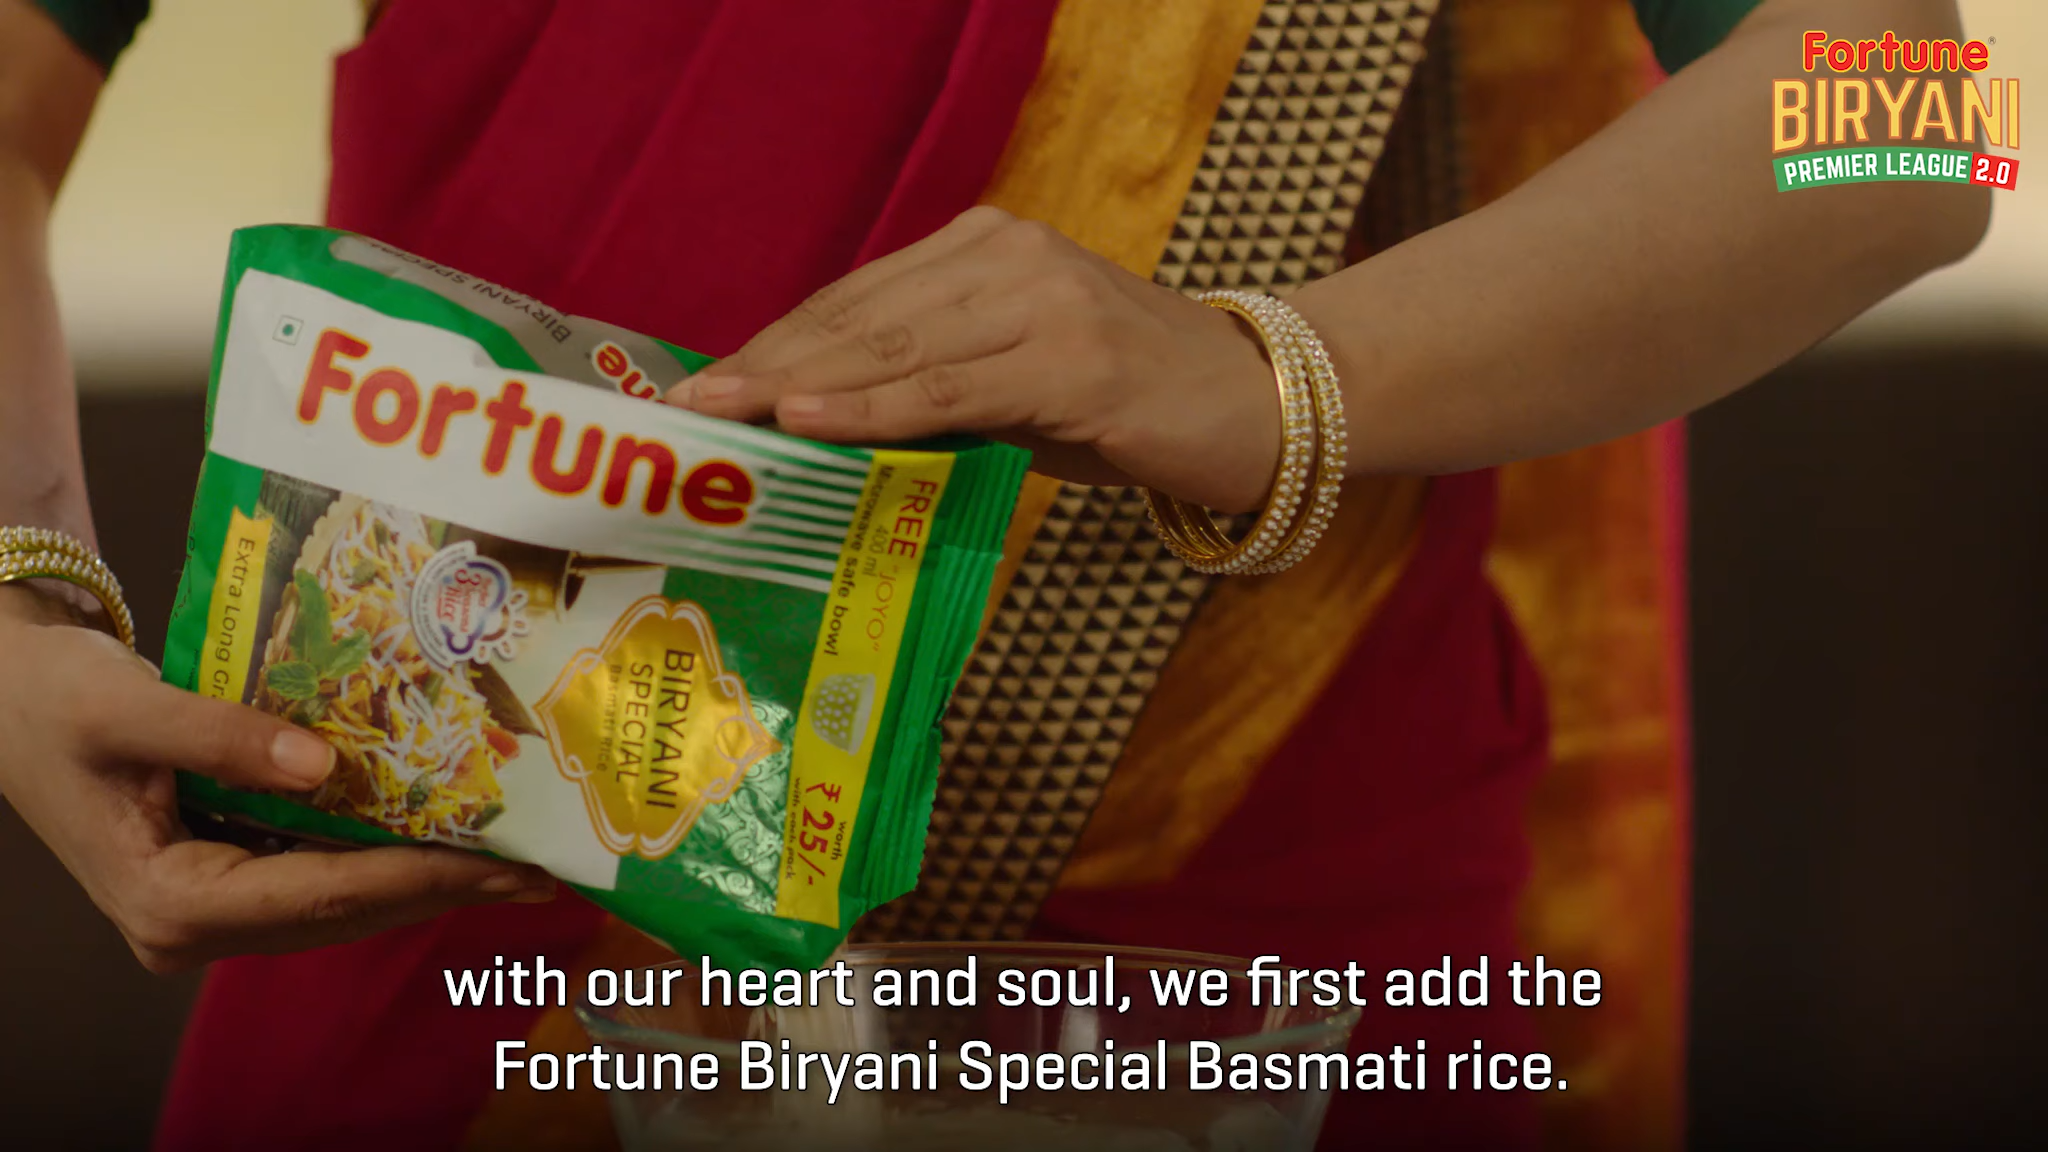 Fortune
BIRYANI
PREMIER LEAGUE 2.0
BIRYANI SPECIAL
Fortune
FREE "JOYO"
400 ml
Microwave safe bowl
worth
₹ 25/-
with each pack
Extra Long
BIRYANI
SPECIAL
Basmati Rice
with our heart and soul, we first add the
Fortune Biryani Special Basmati rice.